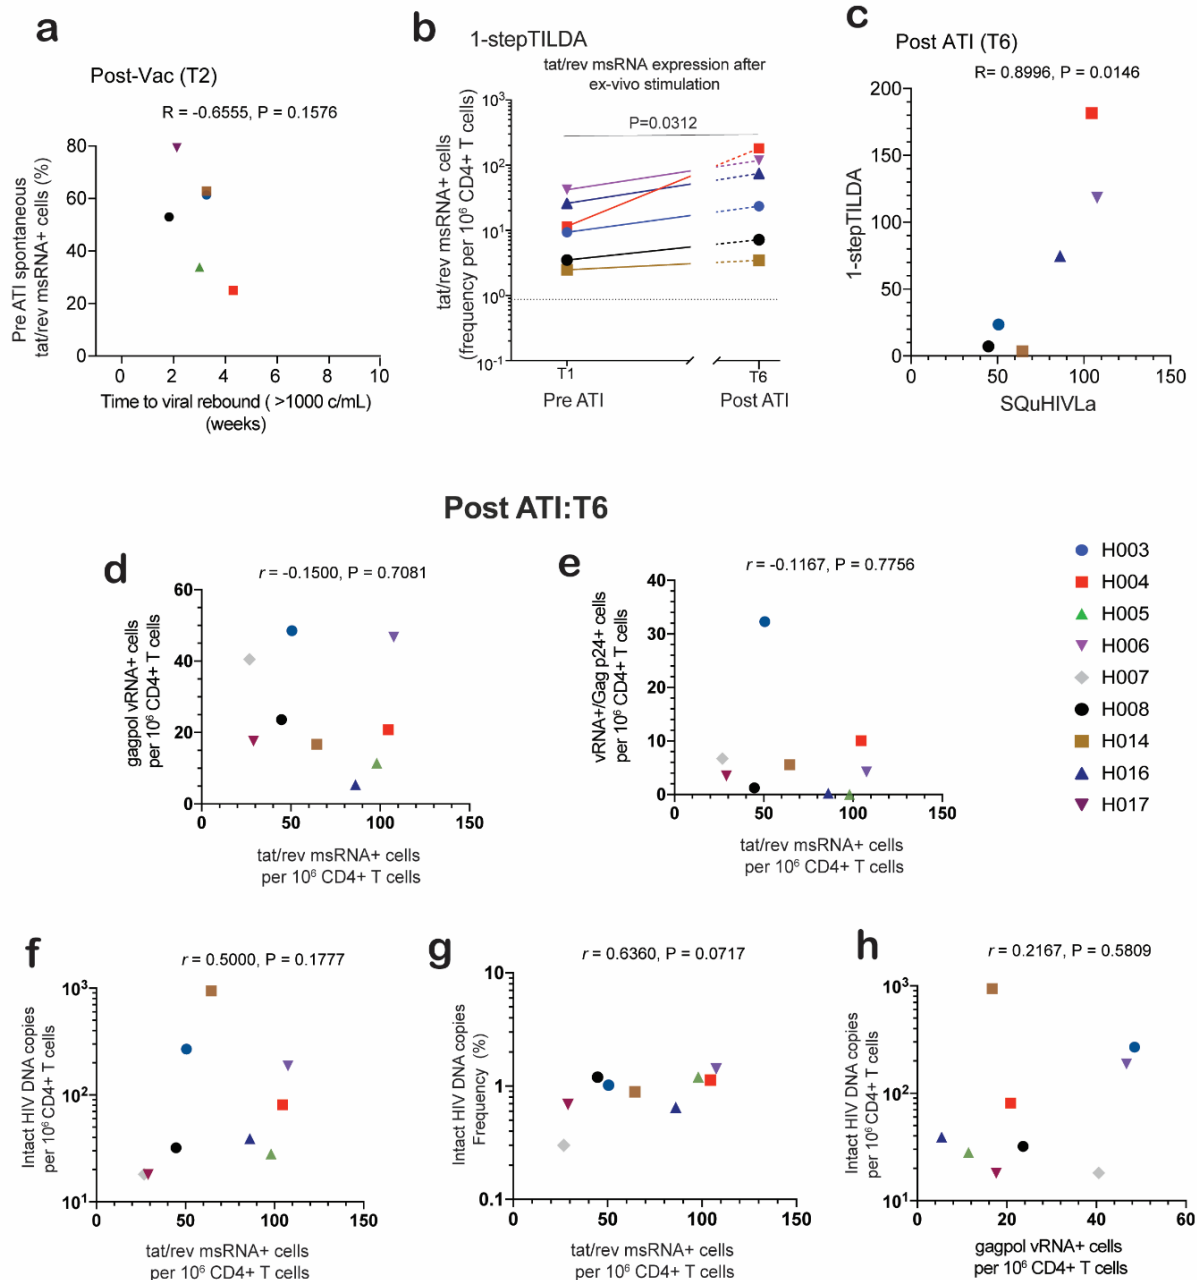 a
Post-Vac (T2)
R = -0.6555, P = 0.1576
Pre ATI spontaneous
tat/rev msRNA+ cells (%)
80
60
40
20
0
0 2 4 6 8 10
Time to viral rebound ( >1000 c/mL)
(weeks)
b
1-stepTILDA
tat/rev msRNA expression after
ex-vivo stimulation
P=0.0312
tat/rev msRNA+ cells
(frequency per 10⁶ CD4+ T cells)
10³
10²
10¹
10⁰
10⁻¹
T1 T6
Pre ATI Post ATI
c
Post ATI (T6)
R= 0.8996, P = 0.0146
1-stepTILDA
200
150
100
50
0
0 50 100 150
SQuHIVLa
Post ATI:T6
d
r = -0.1500, P = 0.7081
gagpol vRNA+ cells
per 10⁶ CD4+ T cells
60
40
20
0
0 50 100 150
tat/rev msRNA+ cells
per 10⁶ CD4+ T cells
e
r = -0.1167, P = 0.7756
vRNA+/Gag p24+ cells
per 10⁶ CD4+ T cells
40
30
20
10
0
0 50 100 150
tat/rev msRNA+ cells
per 10⁶ CD4+ T cells
H003
H004
H005
H006
H007
H008
H014
H016
H017
f
r = 0.5000, P = 0.1777
Intact HIV DNA copies
per 10⁶ CD4+ T cells
10³
10²
10¹
0 50 100 150
tat/rev msRNA+ cells
per 10⁶ CD4+ T cells
g
r = 0.6360, P = 0.0717
Intact HIV DNA copies
Frequency (%)
10
1
0.1
0 50 100 150
tat/rev msRNA+ cells
per 10⁶ CD4+ T cells
h
r = 0.2167, P = 0.5809
Intact HIV DNA copies
per 10⁶ CD4+ T cells
10³
10²
10¹
0 20 40 60
gagpol vRNA+ cells
per 10⁶ CD4+ T cells